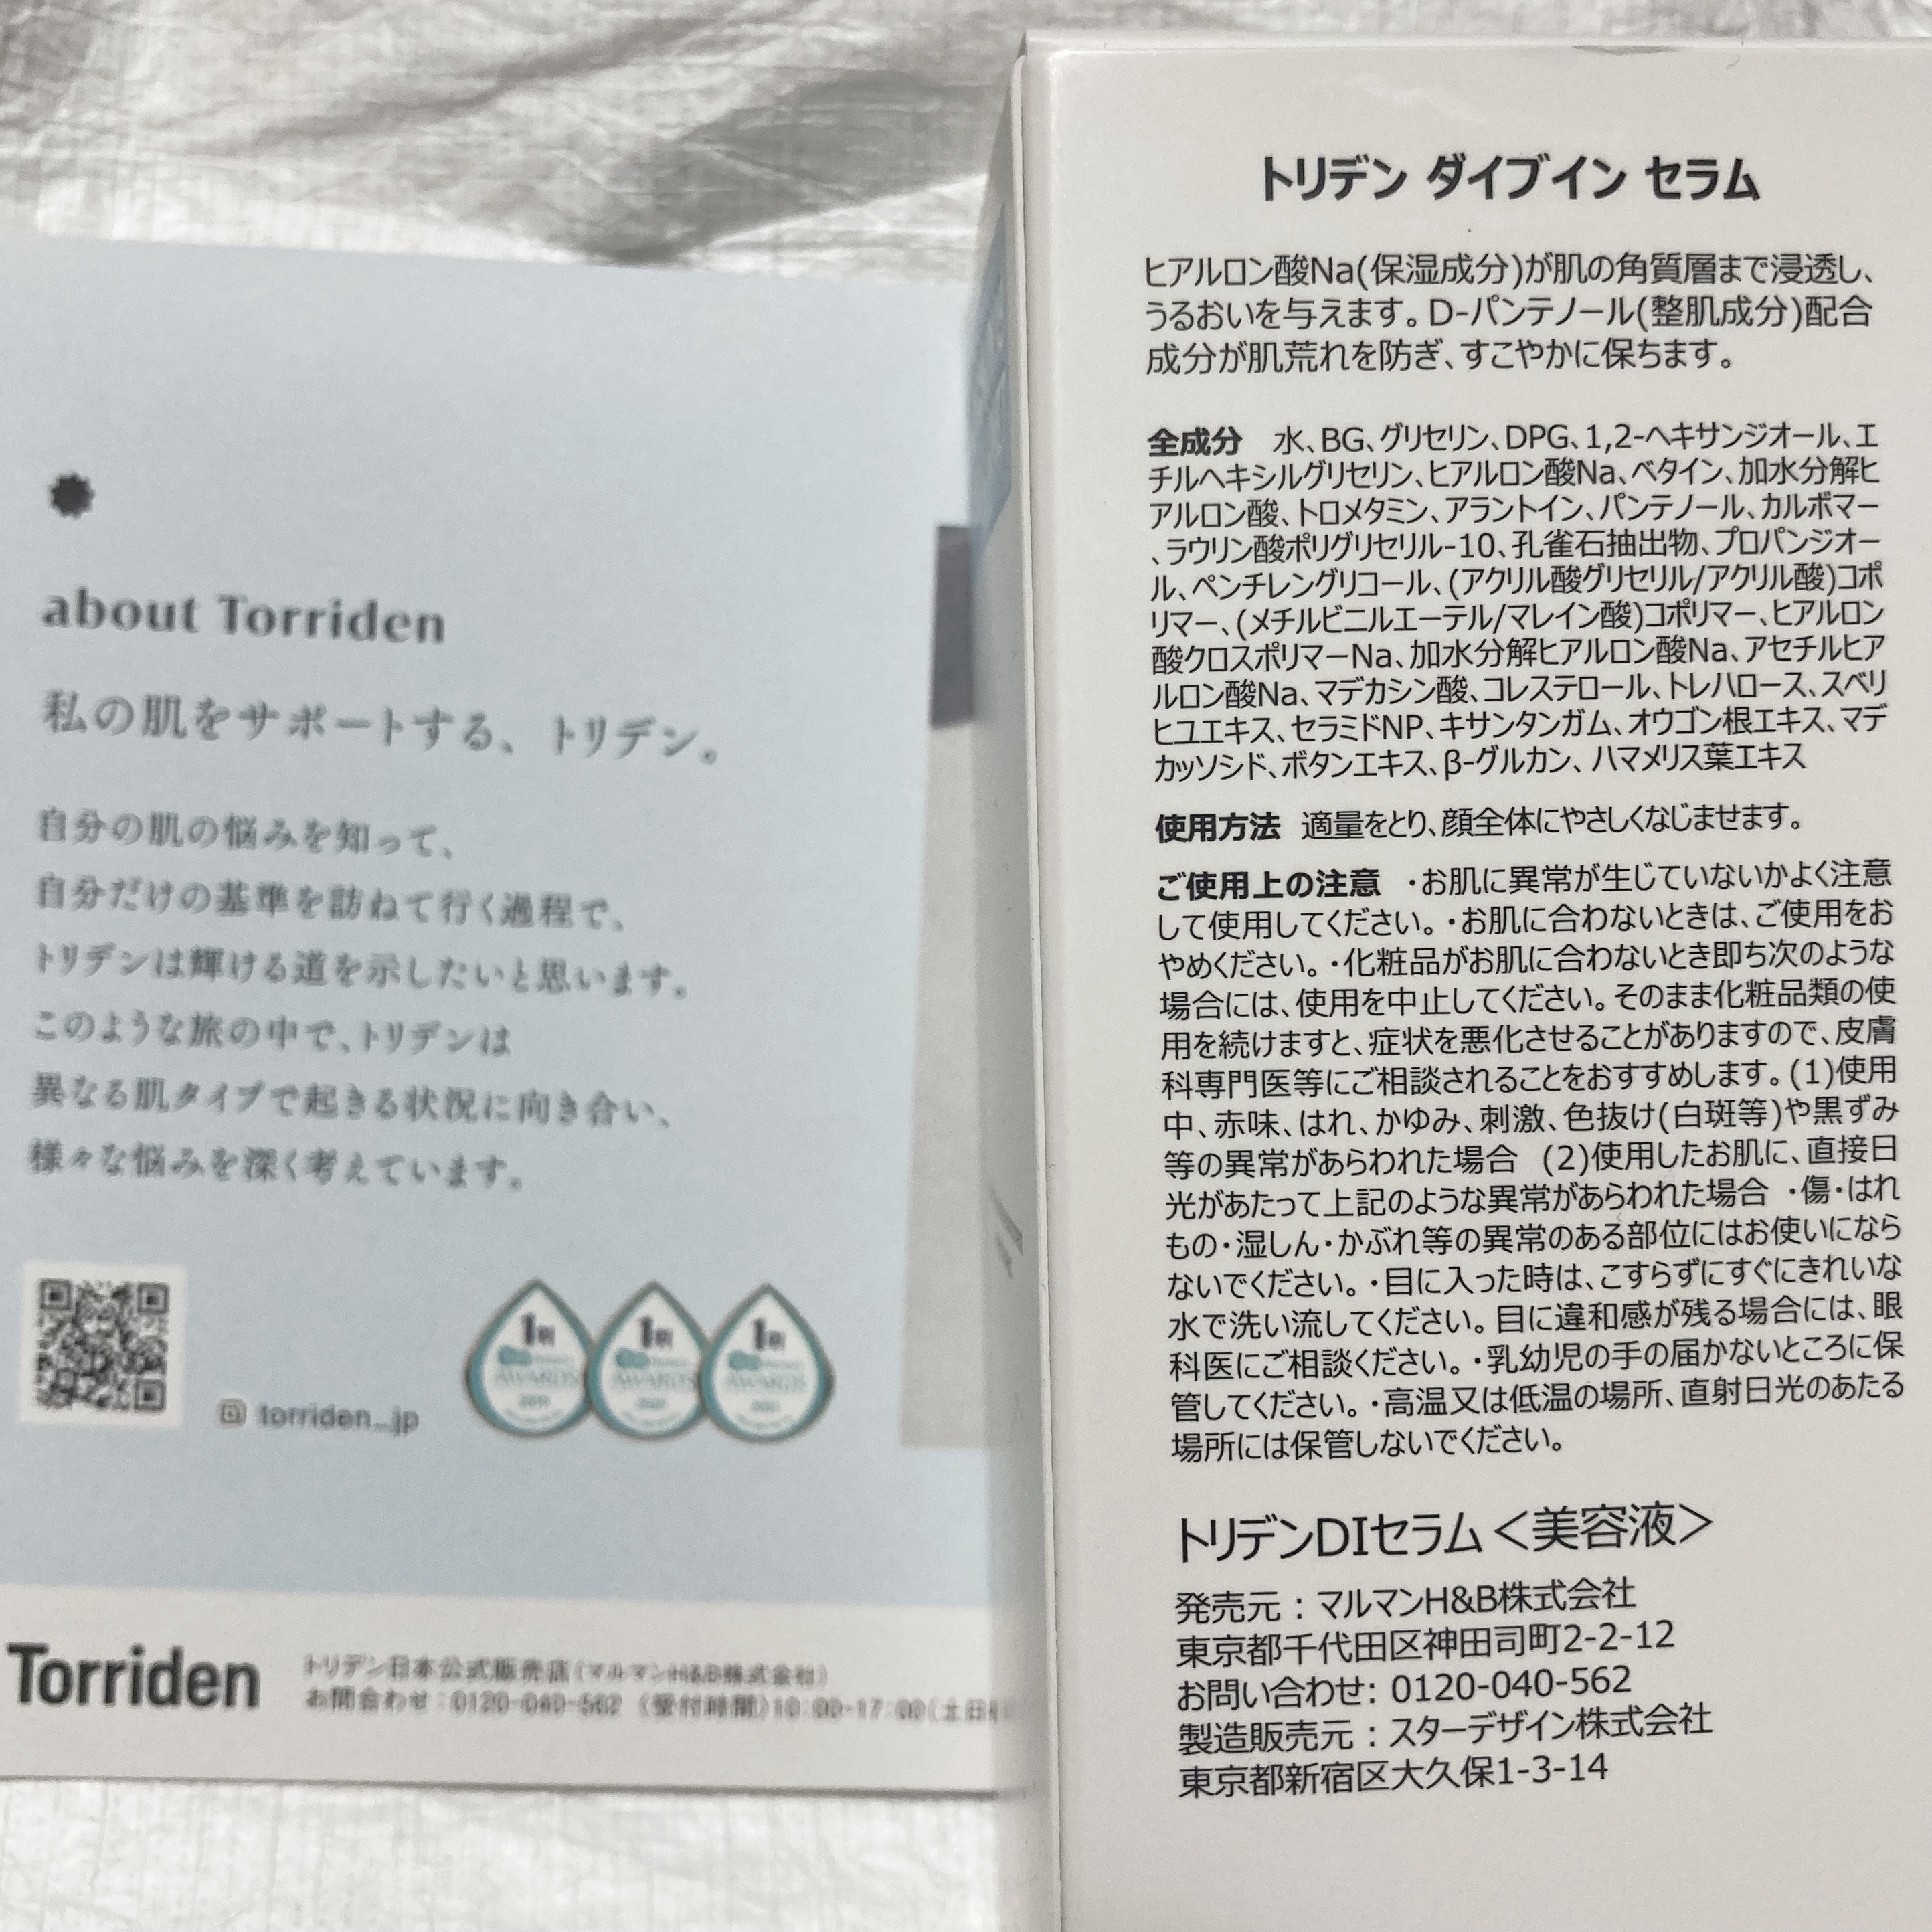 about Torriden
私の肌をサポートする、トリデン。
自分の肌の悩みを知って、
自分だけの基準を訪ねて行く過程で、
トリデンは輝ける道を示したいと思います。
このような旅の中で、トリデンは
異なる肌タイプで起きる状況に向き合い、
様々な悩みを深く考えています。
torriden_jp
1
AWARDS
1
AWARDS
1
AWARDS
Torriden
トリデン日本公式販売店(マルマンH&B株式会社)
お問合わせ:0120-040-562 (受付時間)10:00-17:00(土日
トリデン ダイブイン セラム
ヒアルロン酸Na(保湿成分)が肌の角質層まで浸透し、
うるおいを与えます。D-パンテノール(整肌成分)配合
成分が肌荒れを防ぎ、すこやかに保ちます。
全成分 水、BG、グリセリン、DPG、1,2-ヘキサンジオール、エ
チルヘキシルグリセリン、ヒアルロン酸Na、ベタイン、加水分解ヒ
アルロン酸、トロメタミン、アラントイン、パンテノール、カルボマー
、ラウリン酸ポリグリセリル-10、孔雀石抽出物、プロパンジオー
ル、ペンチレングリコール、(アクリル酸グリセリル/アクリル酸)コポ
リマー、(メチルビニルエーテル/マレイン酸)コポリマー、ヒアルロン
酸クロスポリマーNa、加水分解ヒアルロン酸Na、アセチルヒア
ルロン酸Na、マデカシン酸、コレステロール、トレハロース、スベリ
ヒユエキス、セラミドNP、キサンタンガム、オウゴン根エキス、マデ
カッソシド、ボタンエキス、β-グルカン、ハマメリス葉エキス
使用方法 適量をとり、顔全体にやさしくなじませます。
ご使用上の注意 ・お肌に異常が生じていないかよく注意
して使用してください。・お肌に合わないときは、ご使用をお
やめください。・化粧品がお肌に合わないとき即ち次のような
場合には、使用を中止してください。そのまま化粧品類の使
用を続けますと、症状を悪化させることがありますので、皮膚
科専門医等にご相談されることをおすすめします。(1)使用
中、赤味、はれ、かゆみ、刺激、色抜け(白斑等)や黒ずみ
等の異常があらわれた場合 (2)使用したお肌に、直接日
光があたって上記のような異常があらわれた場合 ・傷・はれ
もの・湿しん・かぶれ等の異常のある部位にはお使いになら
ないでください。・目に入った時は、こすらずにすぐにきれいな
水で洗い流してください。目に違和感が残る場合には、眼
科医にご相談ください。・乳幼児の手の届かないところに保
管してください。・高温又は低温の場所、直射日光のあたる
場所には保管しないでください。
トリデンDIセラム＜美容液＞
発売元：マルマンH&B株式会社
東京都千代田区神田司町2-2-12
お問い合わせ: 0120-040-562
製造販売元：スターデザイン株式会社
東京都新宿区大久保1-3-14